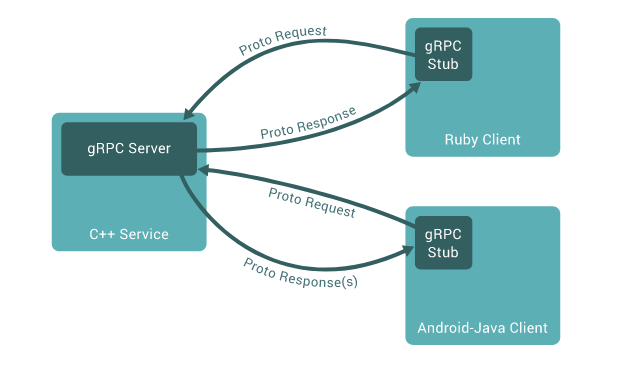 Proto Request
gRPC
Stub
Ruby Client
Proto Response
gRPC Server
C++ Service
Proto Request
gRPC
Stub
Proto Response(s)
Android-Java Client